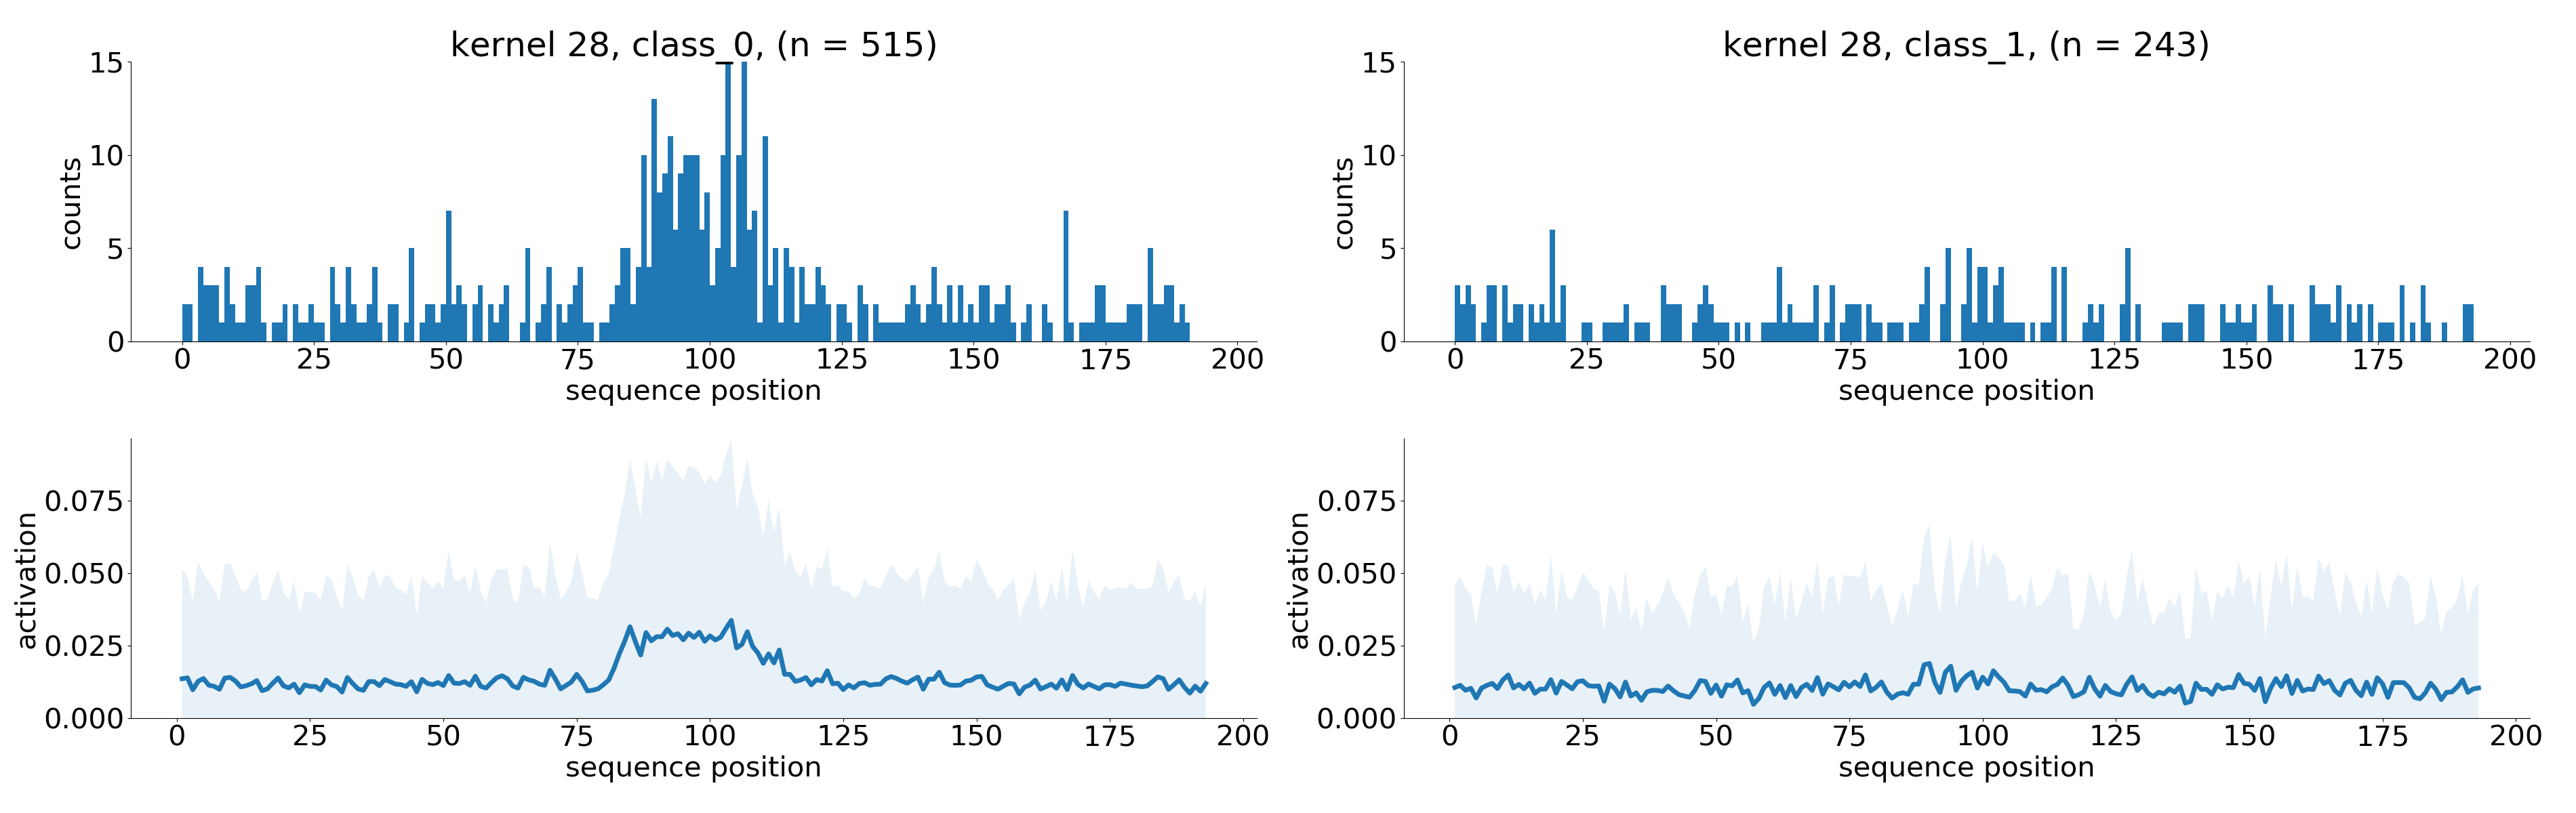 kernel 28, class_0, (n = 515)
15
10
5
0
counts
0 25 50 75 100 125 150 175 200
sequence position
kernel 28, class_1, (n = 243)
15
10
5
0
counts
0 25 50 75 100 125 150 175 200
sequence position
0.075
0.050
0.025
0.000
activation
0 25 50 75 100 125 150 175 200
sequence position
0.075
0.050
0.025
0.000
activation
0 25 50 75 100 125 150 175 200
sequence position